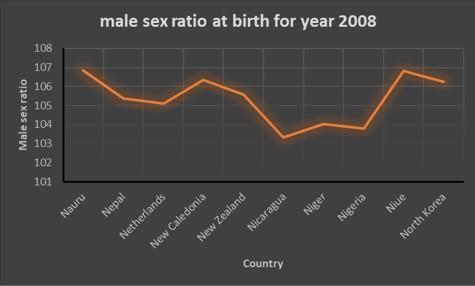 male sex ratio at birth for year 2008
108
107
106
105
104
103
102
101
Male sex ratio
Nauru
Nepal
Netherlands
New Caledonia
New Zealand
Nicaragua
Niger
Nigeria
Niue
North Korea
Country